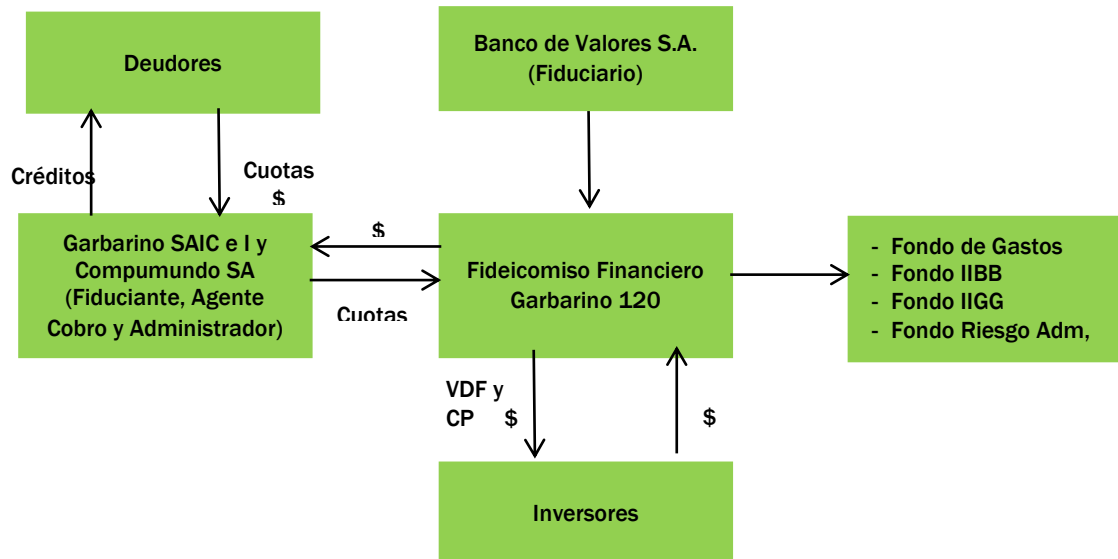 Deudores
Banco de Valores S.A.
(Fiduciario)
Créditos
Cuotas
$
Garbarino SAIC e I y
Compumundo SA
(Fiduciante, Agente
Cobro y Administrador)
$
Cuotas
Fideicomiso Financiero
Garbarino 120
- Fondo de Gastos
- Fondo IIBB
- Fondo IIGG
- Fondo Riesgo Adm,
VDF y
CP $
$
Inversores